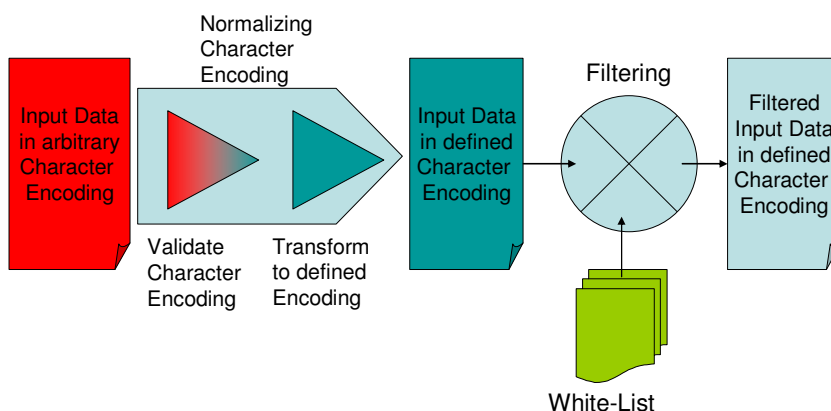 Normalizing
Character
Encoding
Input Data
in arbitrary
Character
Encoding
Validate
Character
Encoding
Transform
to defined
Encoding
Input Data
in defined
Character
Encoding
Filtering
White-List
Filtered
Input Data
in defined
Character
Encoding